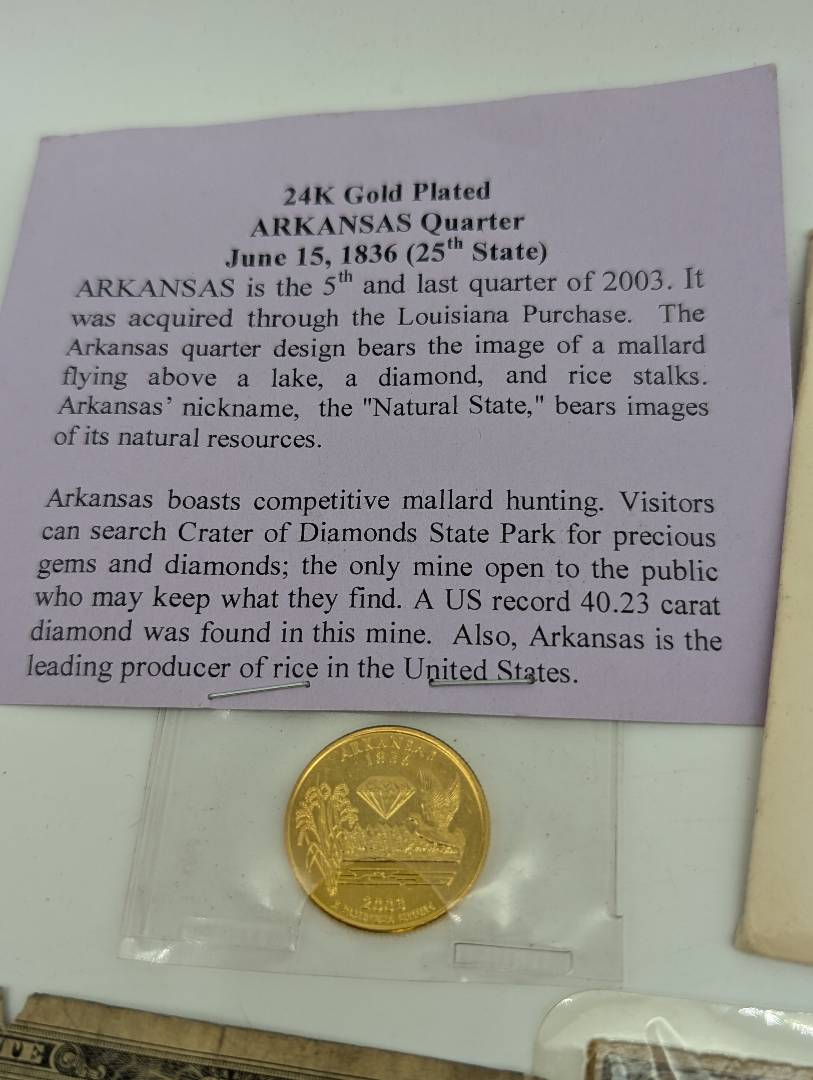 24K Gold Plated
ARKANSAS Quarter
June 15, 1836 (25th State)
ARKANSAS is the 5th and last quarter of 2003. It
was acquired through the Louisiana Purchase. The
Arkansas quarter design bears the image of a mallard
flying above a lake, a diamond, and rice stalks.
Arkansas' nickname, the "Natural State," bears images
of its natural resources.
Arkansas boasts competitive mallard hunting. Visitors
can search Crater of Diamonds State Park for precious
gems and diamonds; the only mine open to the public
who may keep what they find. A US record 40.23 carat
diamond was found in this mine. Also, Arkansas is the
leading producer of rice in the United States.
ARKANSAS
1836
2003